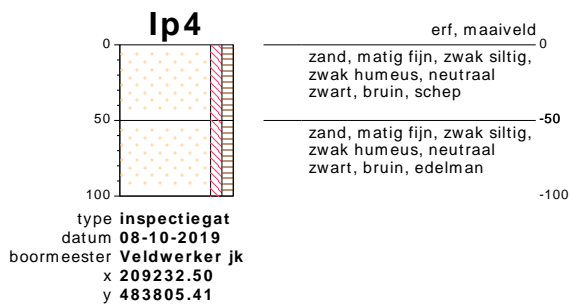 Ip4
erf, maaiveld
0
0
zand, matig fijn, zwak siltig,
zwak humeus, neutraal
zwart, bruin, schep
50
-50
zand, matig fijn, zwak siltig,
zwak humeus, neutraal
zwart, bruin, edelman
100
-100
type inspectiegat
datum 08-10-2019
boormeester Veldwerker jk
x 209232.50
y 483805.41